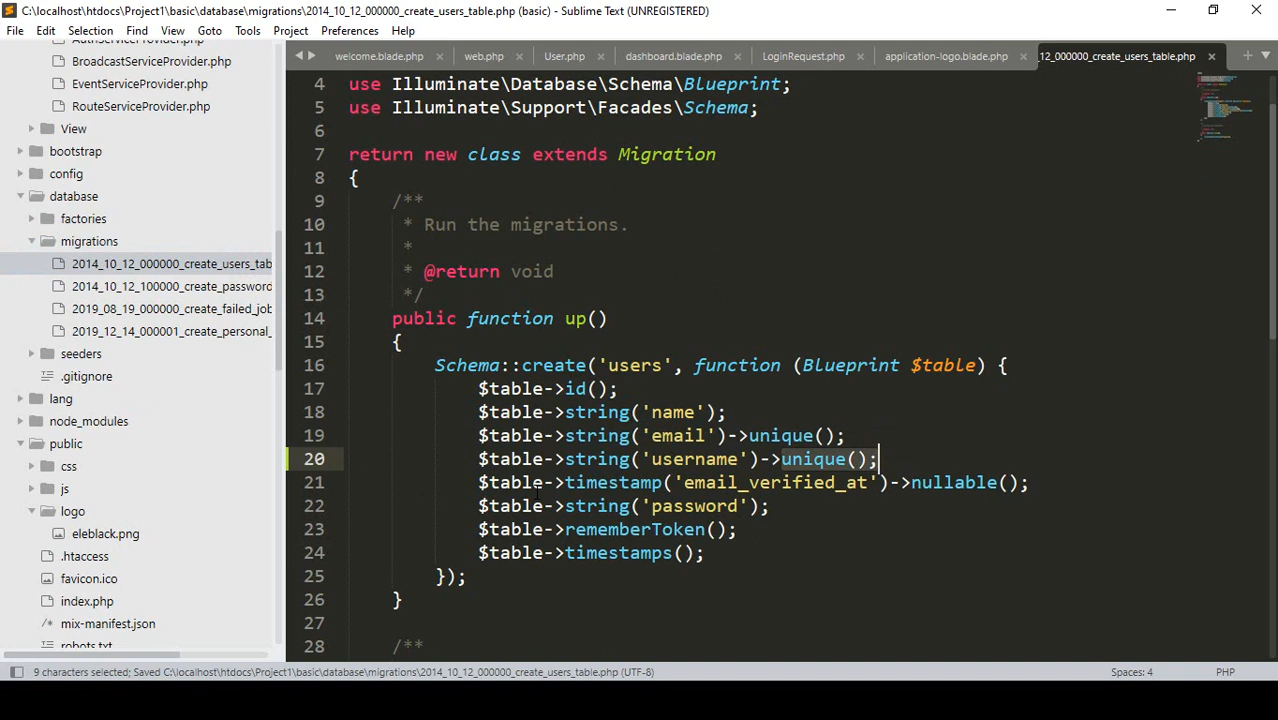 C:\localhost\htdocs\Project1\basic\database\migrations\2014_10_12_000000_create_users_table.php (basic) - Sublime Text (UNREGISTERED)
File Edit Selection Find View Goto Tools Project Preferences Help
welcome.blade.php web.php User.php dashboard.blade.php LoginRequest.php application-logo.blade.php _12_000000_create_users_table.php
AuthServiceProvider.php
BroadcastServiceProvider.php
EventServiceProvider.php
RouteServiceProvider.php
View
bootstrap
config
database
factories
migrations
2014_10_12_000000_create_users_tab
2014_10_12_100000_create_password
2019_08_19_000000_create_failed_job
2019_12_14_000001_create_personal_
seeders
.gitignore
lang
node_modules
public
css
js
logo
eleblack.png
.htaccess
favicon.ico
index.php
mix-manifest.json
robots.txt
4 use Illuminate\Database\Schema\Blueprint;
5 use Illuminate\Support\Facades\Schema;
6
7 return new class extends Migration
8 {
9 /**
10 * Run the migrations.
11 *
12 * @return void
13 */
14 public function up()
15 {
16 Schema::create('users', function (Blueprint $table) {
17 $table->id();
18 $table->string('name');
19 $table->string('email')->unique();
20 $table->string('username')->unique();
21 $table->timestamp('email_verified_at')->nullable();
22 $table->string('password');
23 $table->rememberToken();
24 $table->timestamps();
25 });
26 }
27
28 /**
9 characters selected; Saved C:\localhost\htdocs\Project1\basic\database\migrations\2014_10_12_000000_create_users_table.php (UTF-8) Spaces: 4 PHP